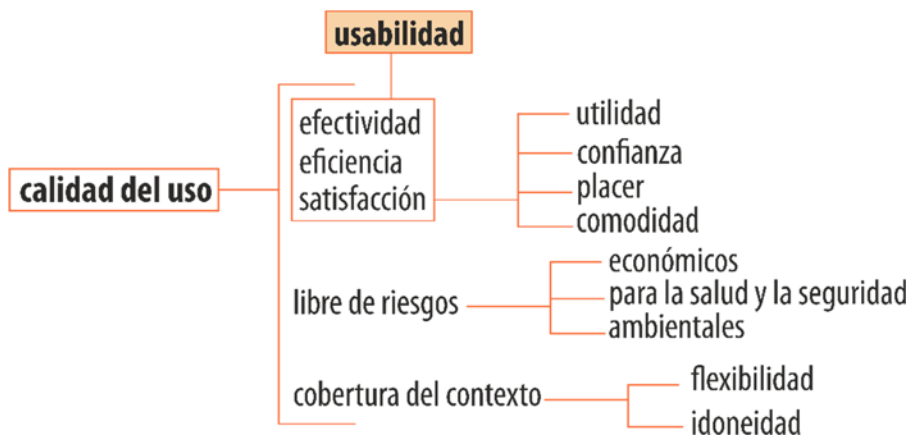 usabilidad
efectividad
eficiencia
satisfacción
utilidad
confianza
placer
comodidad
calidad del uso
libre de riesgos
económicos
para la salud y la seguridad
ambientales
cobertura del contexto
flexibilidad
idoneidad